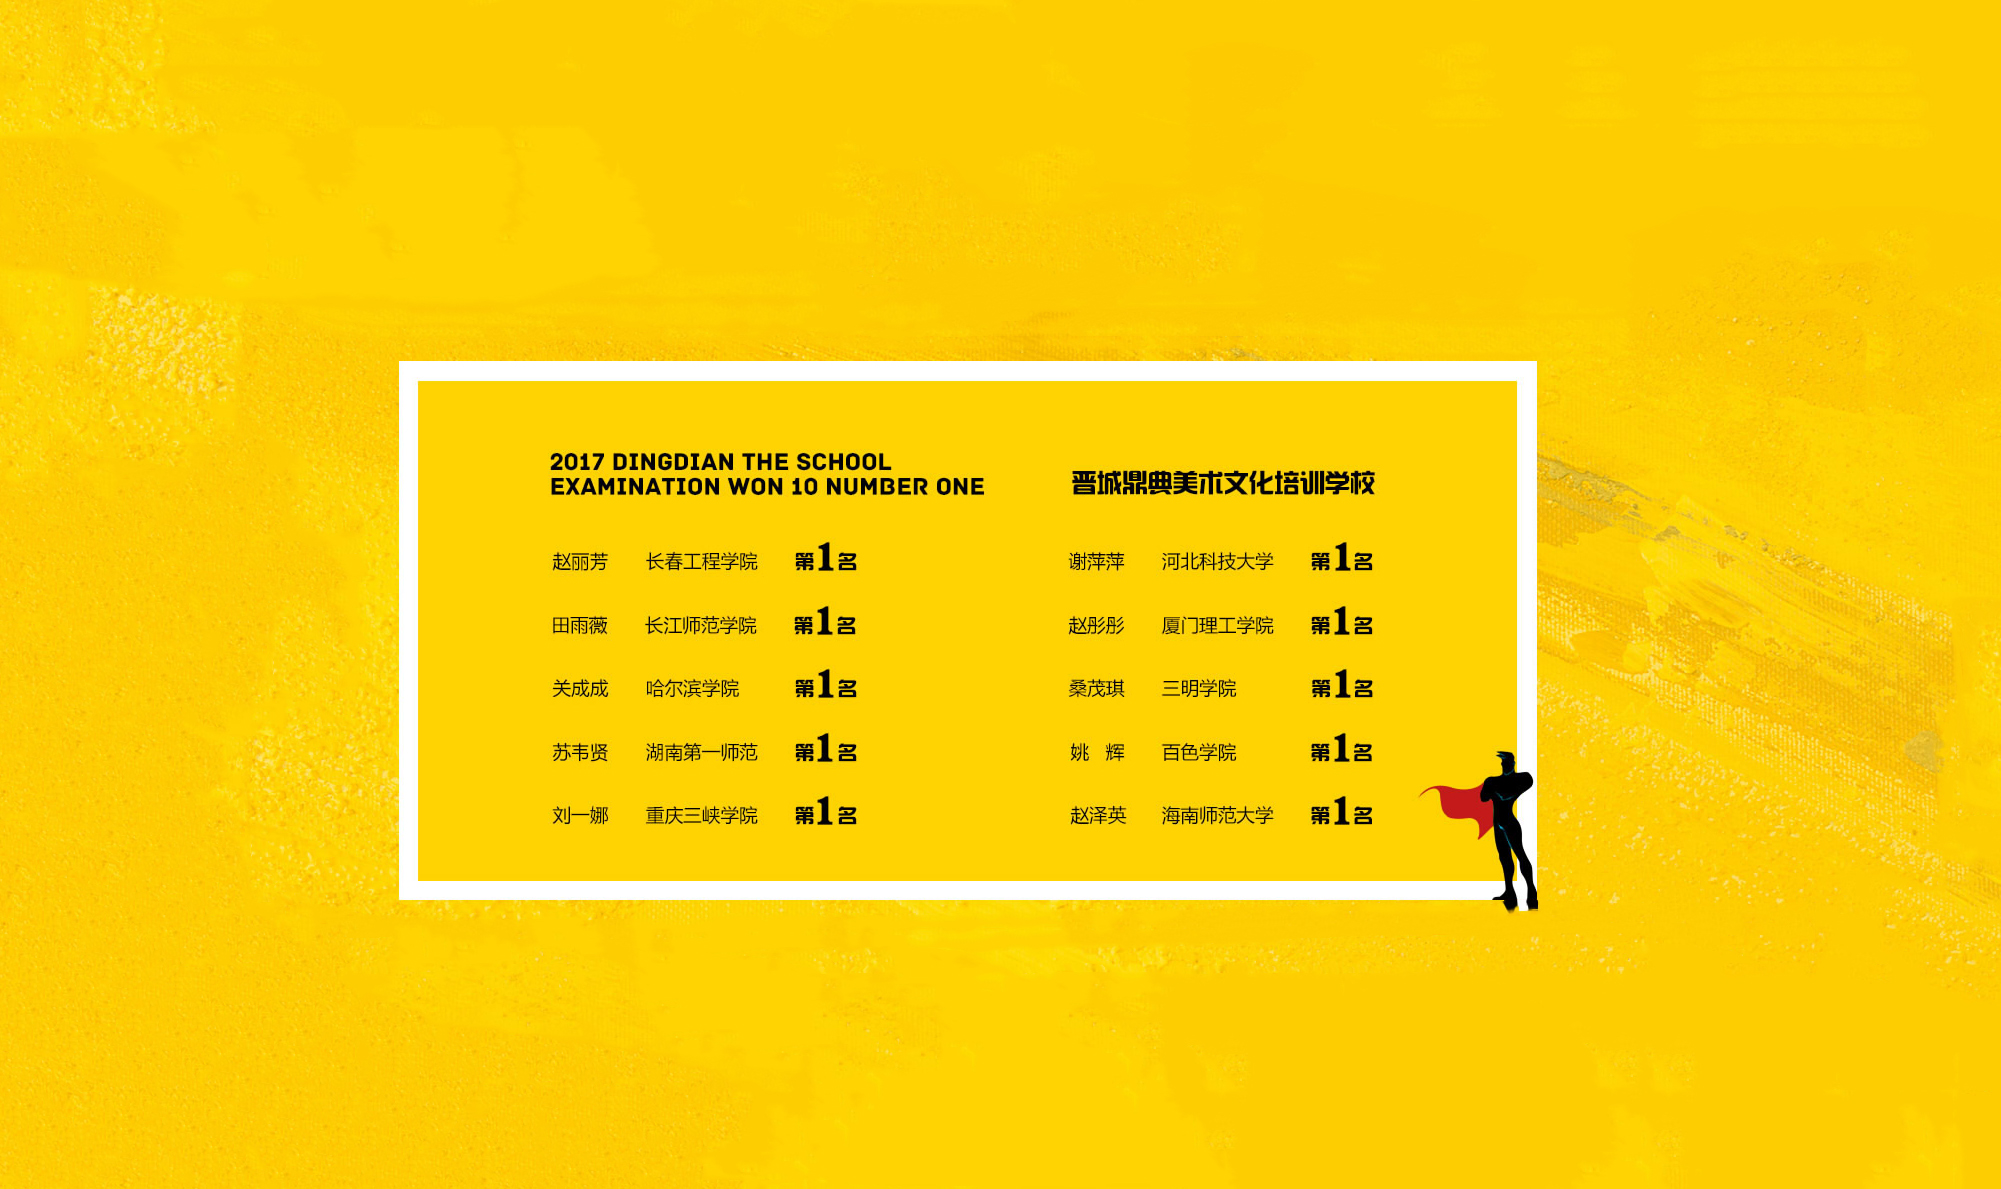 2017 DINGDIAN THE SCHOOL
EXAMINATION WON 10 NUMBER ONE
赵丽芳 长春工程学院 第1名
田雨薇 长江师范学院 第1名
关成成 哈尔滨学院 第1名
苏韦贤 湖南第一师范 第1名
刘一娜 重庆三峡学院 第1名
晋城鼎典美术文化培训学校
谢萍萍 河北科技大学 第1名
赵彤彤 厦门理工学院 第1名
桑茂琪 三明学院 第1名
姚 辉 百色学院 第1名
赵泽英 海南师范大学 第1名